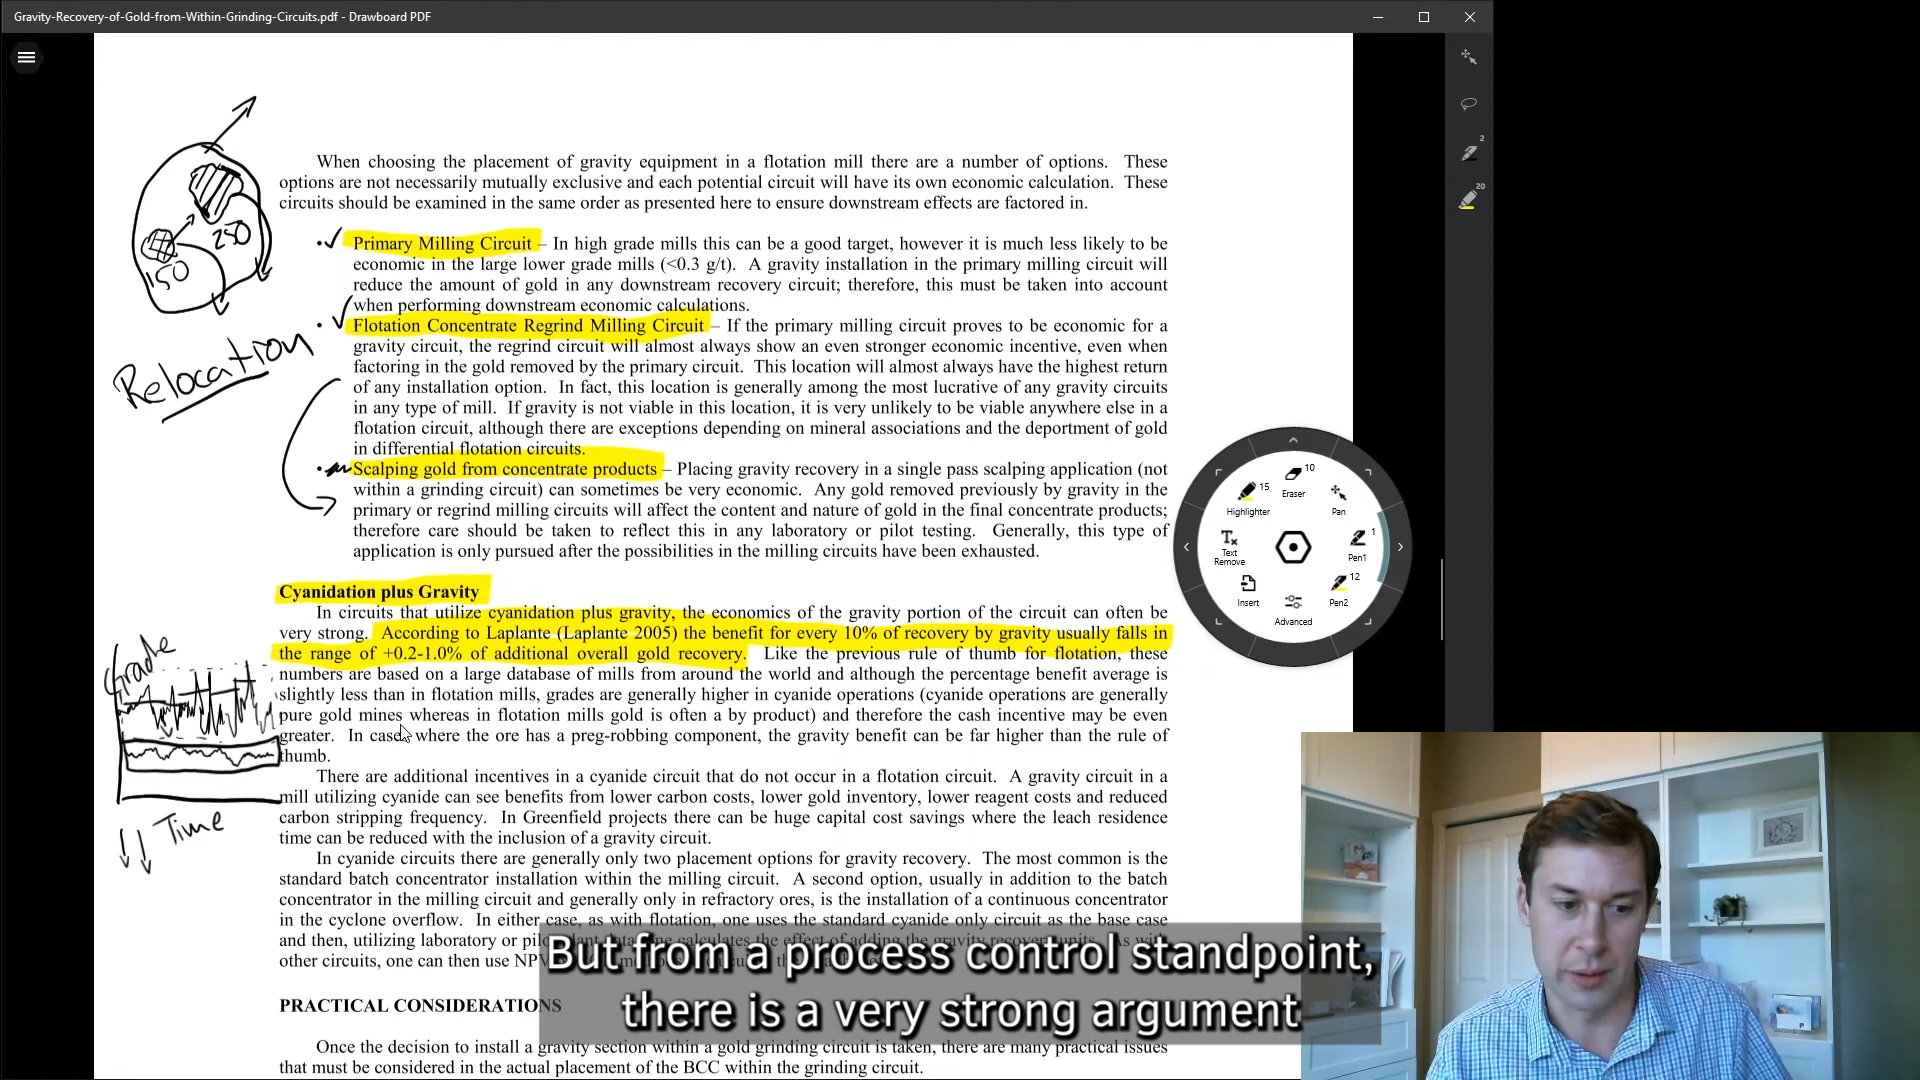 Gravity-Recovery-of-Gold-from-Within-Grinding-Circuits.pdf - Drawboard PDF
When choosing the placement of gravity equipment in a flotation mill there are a number of options. These
options are not necessarily mutually exclusive and each potential circuit will have its own economic calculation. These
circuits should be examined in the same order as presented here to ensure downstream effects are factored in.
• Primary Milling Circuit – In high grade mills this can be a good target, however it is much less likely to be
economic in the large lower grade mills (<0.3 g/t). A gravity installation in the primary milling circuit will
reduce the amount of gold in any downstream recovery circuit; therefore, this must be taken into account
when performing downstream economic calculations.
• Flotation Concentrate Regrind Milling Circuit – If the primary milling circuit proves to be economic for a
gravity circuit, the regrind circuit will almost always show an even stronger economic incentive, even when
factoring in the gold removed by the primary circuit. This location will almost always have the highest return
of any installation option. In fact, this location is generally among the most lucrative of any gravity circuits
in any type of mill. If gravity is not viable in this location, it is very unlikely to be viable anywhere else in a
flotation circuit, although there are exceptions depending on mineral associations and the deportment of gold
in differential flotation circuits.
• Scalping gold from concentrate products – Placing gravity recovery in a single pass scalping application (not
within a grinding circuit) can sometimes be very economic. Any gold removed previously by gravity in the
primary or regrind milling circuits will affect the content and nature of gold in the final concentrate products;
therefore care should be taken to reflect this in any laboratory or pilot testing. Generally, this type of
application is only pursued after the possibilities in the milling circuits have been exhausted.
Cyanidation plus Gravity
In circuits that utilize cyanidation plus gravity, the economics of the gravity portion of the circuit can often be
very strong. According to Laplante (Laplante 2005) the benefit for every 10% of recovery by gravity usually falls in
the range of +0.2-1.0% of additional overall gold recovery. Like the previous rule of thumb for flotation, these
numbers are based on a large database of mills from around the world and although the percentage benefit average is
slightly less than in flotation mills, grades are generally higher in cyanide operations (cyanide operations are generally
pure gold mines whereas in flotation mills gold is often a by product) and therefore the cash incentive may be even
greater. In cases where the ore has a preg-robbing component, the gravity benefit can be far higher than the rule of
thumb.
There are additional incentives in a cyanide circuit that do not occur in a flotation circuit. A gravity circuit in a
mill utilizing cyanide can see benefits from lower carbon costs, lower gold inventory, lower reagent costs and reduced
carbon stripping frequency. In Greenfield projects there can be huge capital cost savings where the leach residence
time can be reduced with the inclusion of a gravity circuit.
In cyanide circuits there are generally only two placement options for gravity recovery. The most common is the
standard batch concentrator installation within the milling circuit. A second option, usually in addition to the batch
concentrator in the milling circuit and generally only in refractory ores, is the installation of a continuous concentrator
in the cyclone overflow. In either case, as with flotation, one uses the standard cyanide only circuit as the base case
and then, utilizing laboratory or pilot plant data one calculates the effect of adding the gravity recovery units. As with
other circuits, one can then use NPV
PRACTICAL CONSIDERATIONS
Once the decision to install a gravity section within a gold grinding circuit is taken, there are many practical issues
that must be considered in the actual placement of the BCC within the grinding circuit.
250
150
Relocation
Grade
Time
2
20
10
Eraser
15
Highlighter
Pan
Text
Remove
1
Pen1
Insert
12
Pen2
Advanced
But from a process control standpoint,
there is a very strong argument